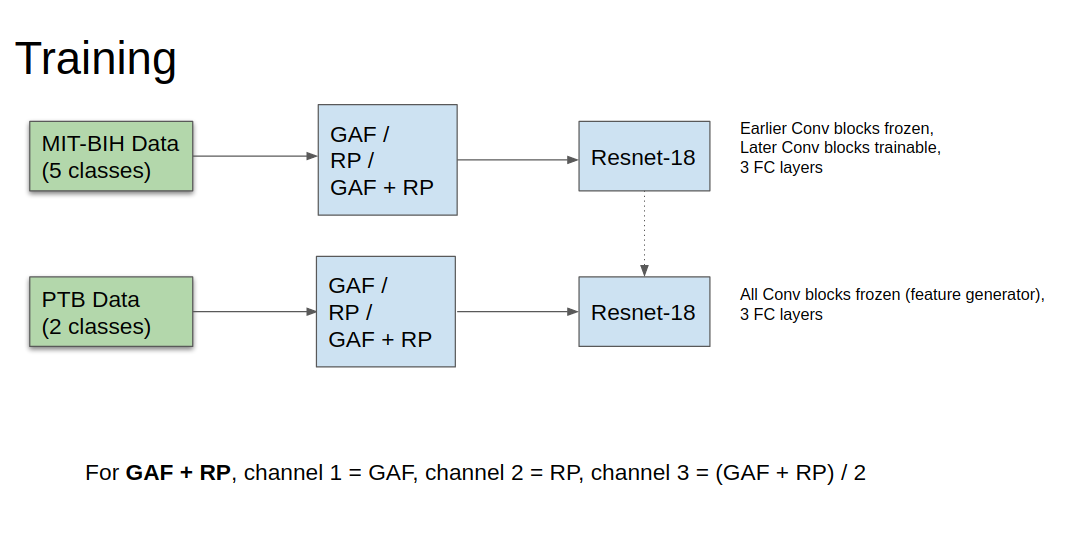 Training
MIT-BIH Data
(5 classes)
GAF /
RP /
GAF + RP
Resnet-18
Earlier Conv blocks frozen,
Later Conv blocks trainable,
3 FC layers
PTB Data
(2 classes)
GAF /
RP /
GAF + RP
Resnet-18
All Conv blocks frozen (feature generator),
3 FC layers
For GAF + RP, channel 1 = GAF, channel 2 = RP, channel 3 = (GAF + RP) / 2